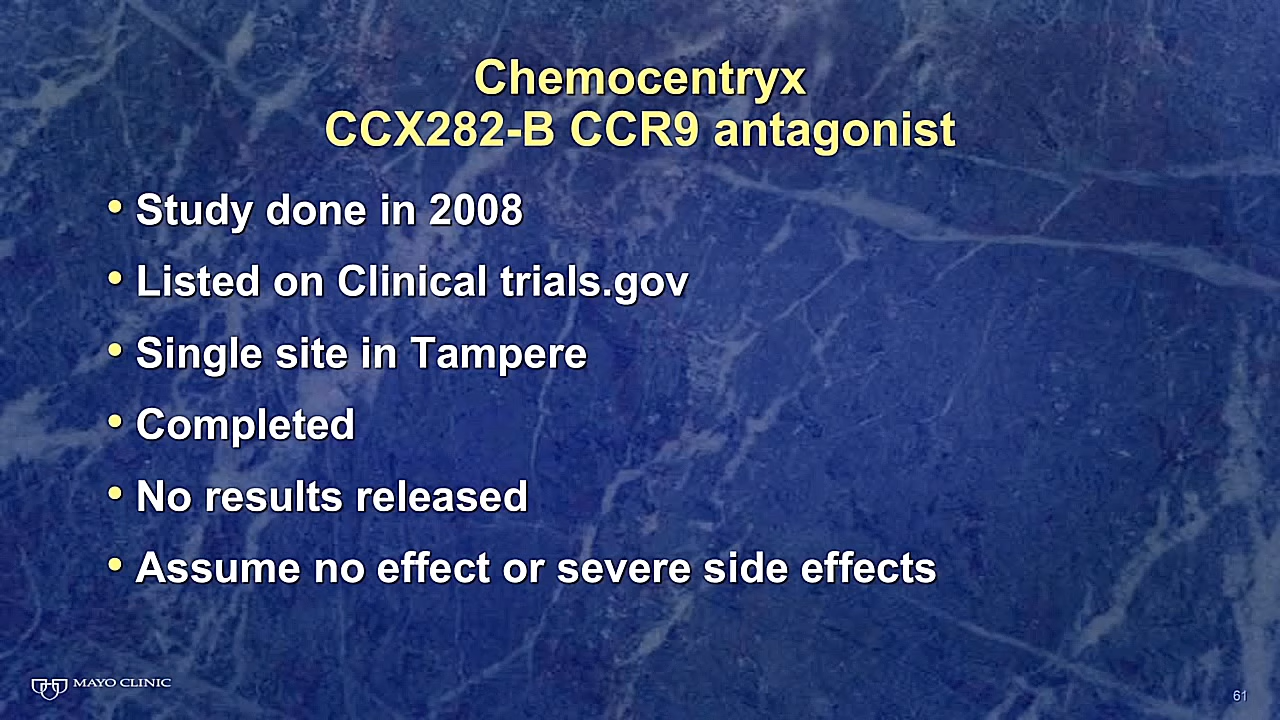 Chemocentryx
CCX282-B CCR9 antagonist
• Study done in 2008
• Listed on Clinical trials.gov
• Single site in Tampere
• Completed
• No results released
• Assume no effect or severe side effects
MAYO CLINIC
61